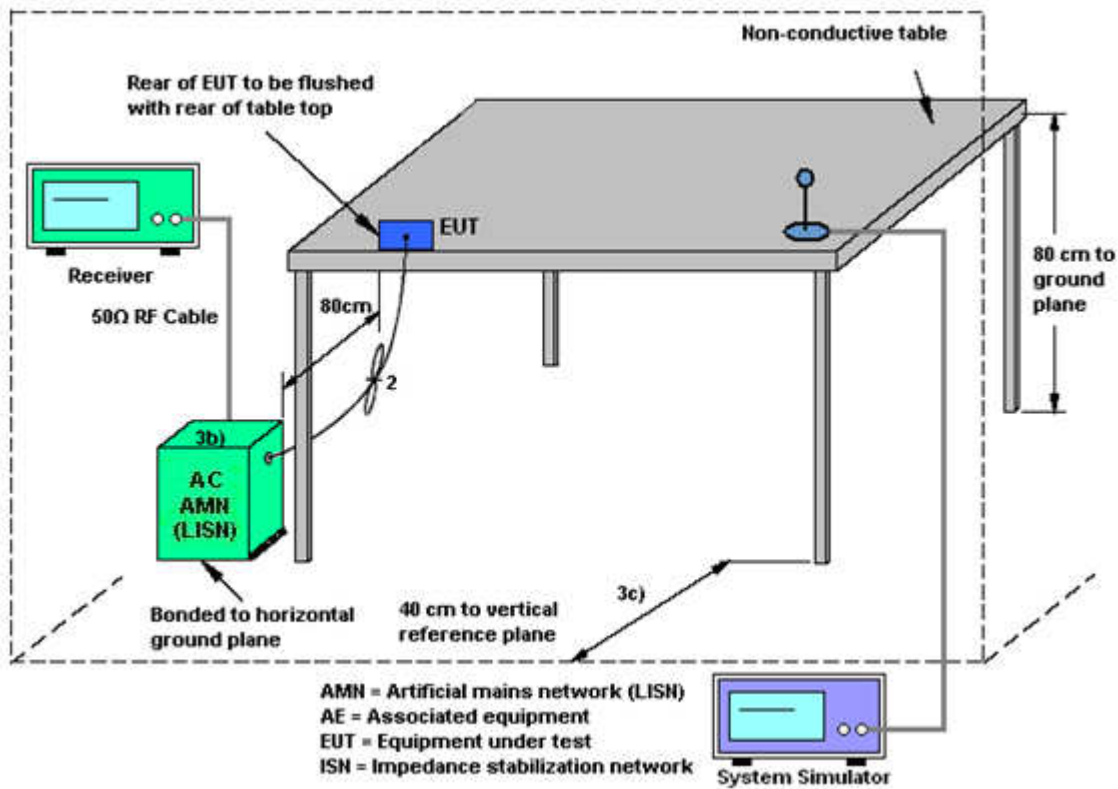 Non-conductive table
Rear of EUT to be flushed
with rear of table top
EUT
Receiver
80 cm to
ground
plane
80cm
50Ω RF Cable
2
3b)
AC
AMN
(LISN)
3c)
40 cm to vertical
reference plane
Bonded to horizontal
ground plane
AMN = Artificial mains network (LISN)
AE = Associated equipment
EUT = Equipment under test
ISN = Impedance stabilization network
System Simulator